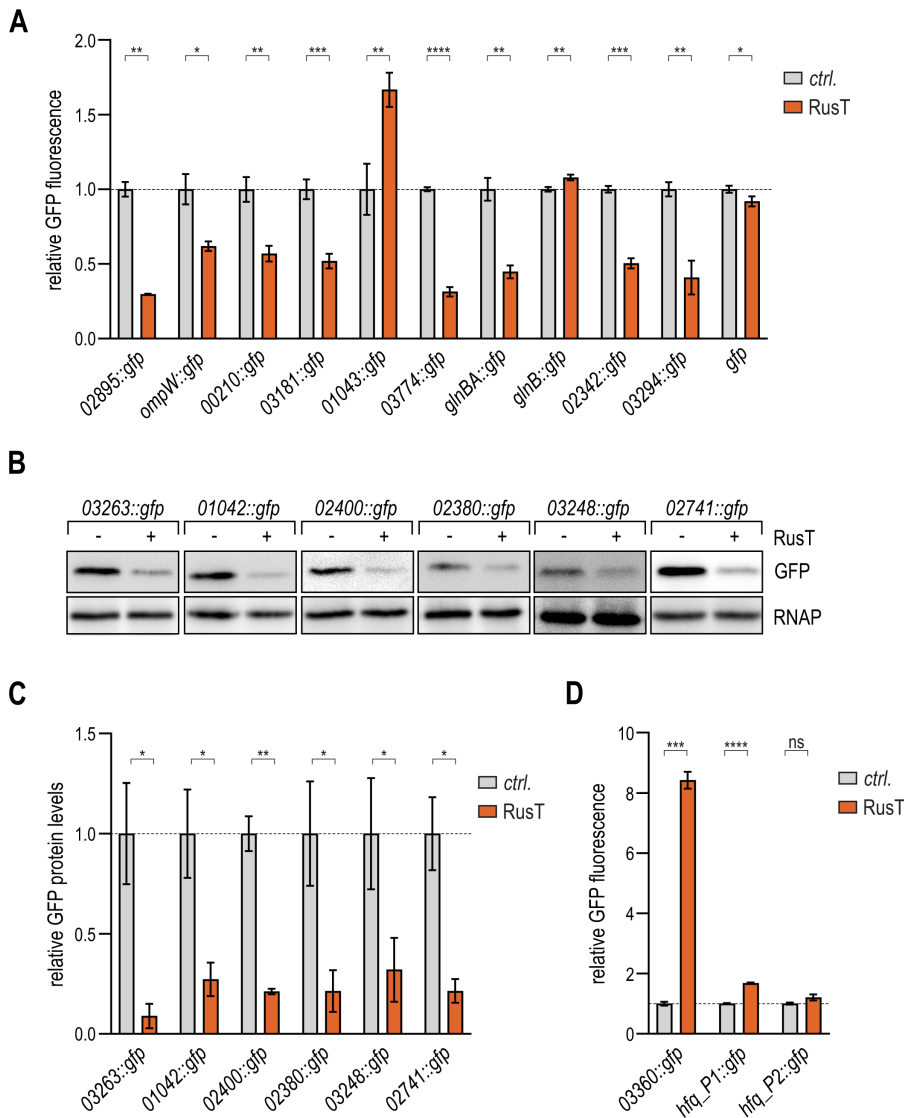 A
relative GFP fluorescence
2.0
1.5
1.0
0.5
0.0
** * ** *** ** **** ** ** *** ** *
ctrl.
RusT
02895::gfp
ompW::gfp
00210::gfp
03181::gfp
01043::gfp
03774::gfp
glnBA::gfp
glnB::gfp
02342::gfp
03294::gfp
gfp
B
03263::gfp 01042::gfp 02400::gfp 02380::gfp 03248::gfp 02741::gfp
- + - + - + - + - + - + RusT
GFP
RNAP
C
relative GFP protein levels
1.5
1.0
0.5
0.0
* * ** * * *
ctrl.
RusT
03263::gfp
01042::gfp
02400::gfp
02380::gfp
03248::gfp
02741::gfp
D
relative GFP fluorescence
10
8
6
4
2
0
*** **** ns
ctrl.
RusT
03360::gfp
hfq_P1::gfp
hfq_P2::gfp